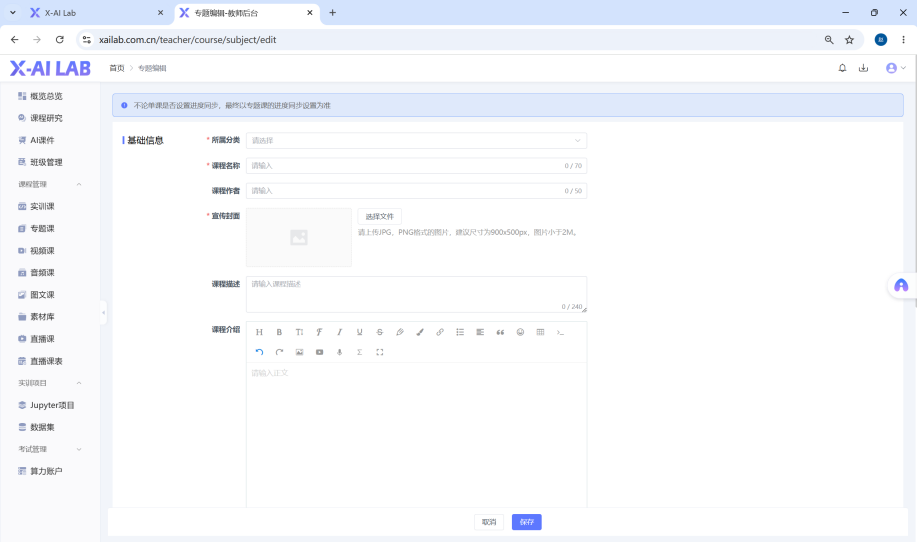 X-AI Lab
专题编辑-教师后台
xailab.com.cn/teacher/course/subject/edit
X-AI LAB
首页 > 专题编辑
概览总览
课程研究
AI课件
班级管理
课程管理
实训课
专题课
视频课
音频课
图文课
素材库
直播课
直播课表
实训项目
Jupyter项目
数据集
考试管理
算力账户
不论单课是否设置进度同步，最终以专题课的进度同步设置为准
基础信息
* 所属分类
请选择
* 课程名称
请输入
0 / 70
课程作者
请输入
0 / 50
* 宣传封面
选择文件
请上传JPG、PNG格式的图片，建议尺寸为900x500px，图片小于2M。
课程描述
请输入课程描述
0 / 240
课程介绍
H B TI F I U S
请输入正文
取消
保存